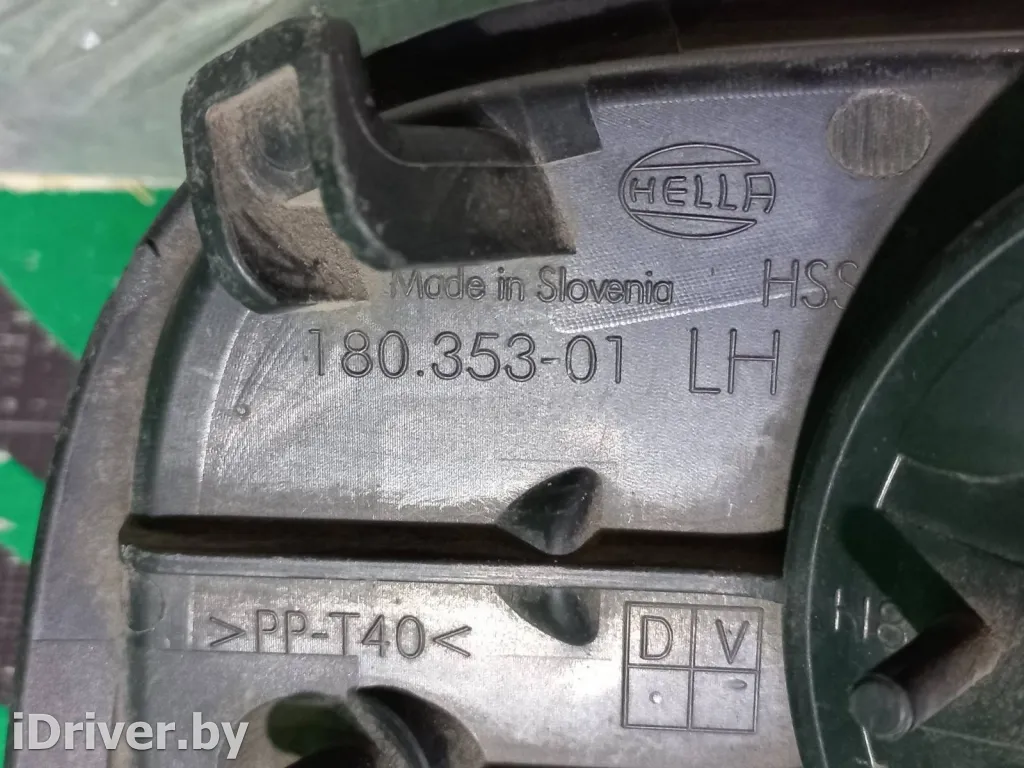 HELLA
Made in Slovenia HSS
180.353-01 LH
>PP-T40<
D V
iDriver.by